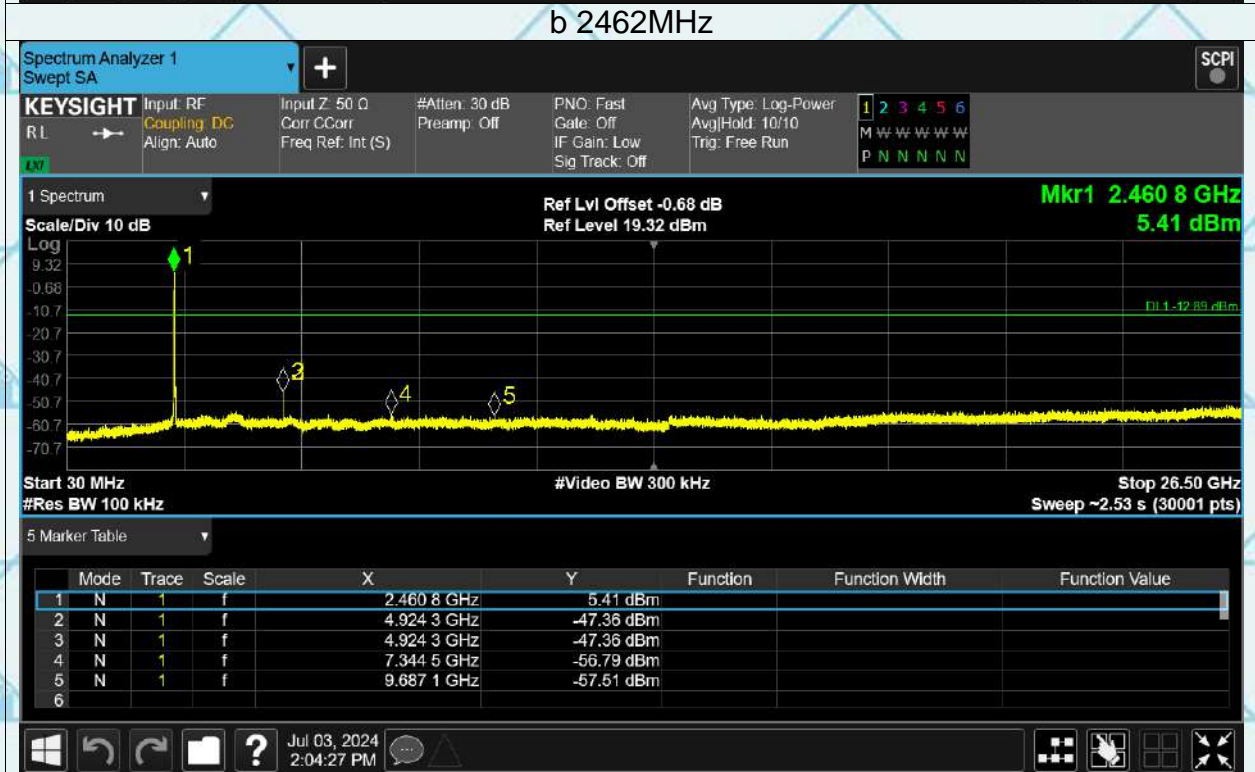 b 2462MHz
Spectrum Analyzer 1
Swept SA
SCPI
KEYSIGHT Input: RF Input Z: 50 Ω #Atten: 30 dB PNO: Fast Avg Type: Log-Power 1 2 3 4 5 6
RL Coupling: DC Corr CCorr Preamp: Off Gate: Off Avg|Hold: 10/10 M W W W W W
Align: Auto Freq Ref: Int (S) IF Gain: Low Trig: Free Run P N N N N N
LXI Sig Track: Off
1 Spectrum Ref Lvl Offset -0.68 dB Mkr1 2.460 8 GHz
Scale/Div 10 dB Ref Level 19.32 dBm 5.41 dBm
Log
9.32
-0.68
-10.7
-20.7
-30.7
-40.7
-50.7
-60.7
-70.7
1
DL1 -12.89 dBm
4
5
Start 30 MHz #Video BW 300 kHz Stop 26.50 GHz
#Res BW 100 kHz Sweep ~2.53 s (30001 pts)
5 Marker Table
Mode Trace Scale X Y Function Function Width Function Value
1 N 1 f 2.460 8 GHz 5.41 dBm
2 N 1 f 4.924 3 GHz -47.36 dBm
3 N 1 f 4.924 3 GHz -47.36 dBm
4 N 1 f 7.344 5 GHz -56.79 dBm
5 N 1 f 9.687 1 GHz -57.51 dBm
6
? Jul 03, 2024
2:04:27 PM